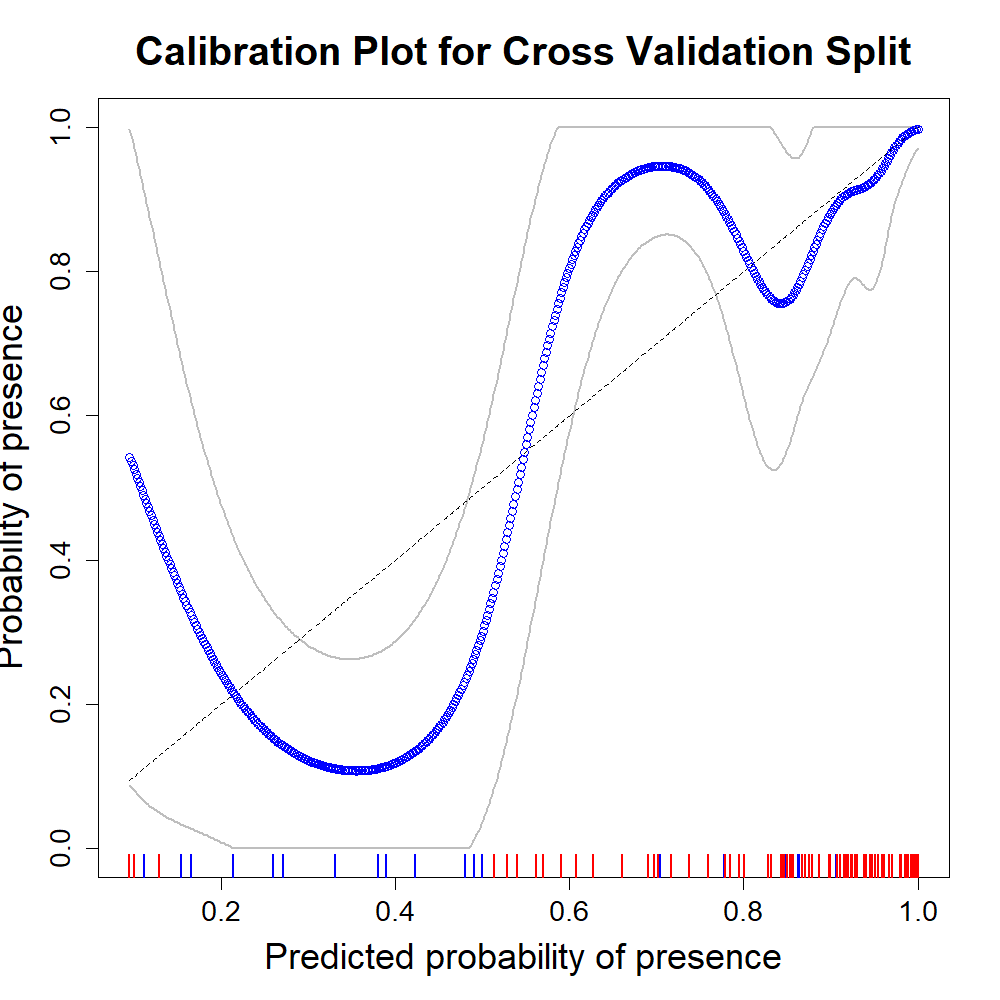 Calibration Plot for Cross Validation Split
Probability of presence
1.0
0.8
0.6
0.4
0.2
0.0
0.2 0.4 0.6 0.8 1.0
Predicted probability of presence